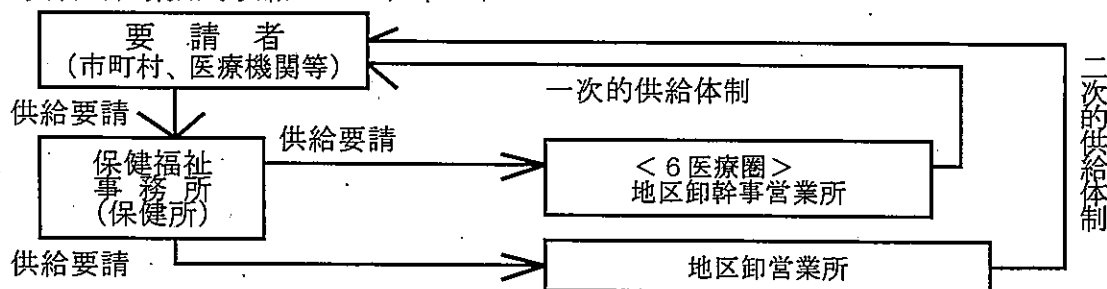 要請者
(市町村、医療機関等)
供給要請
一次的供給体制
二次的供給体制
供給要請
保健福祉
事務所
(保健所)
<6医療圏>
地区卸幹事営業所
供給要請
地区卸営業所